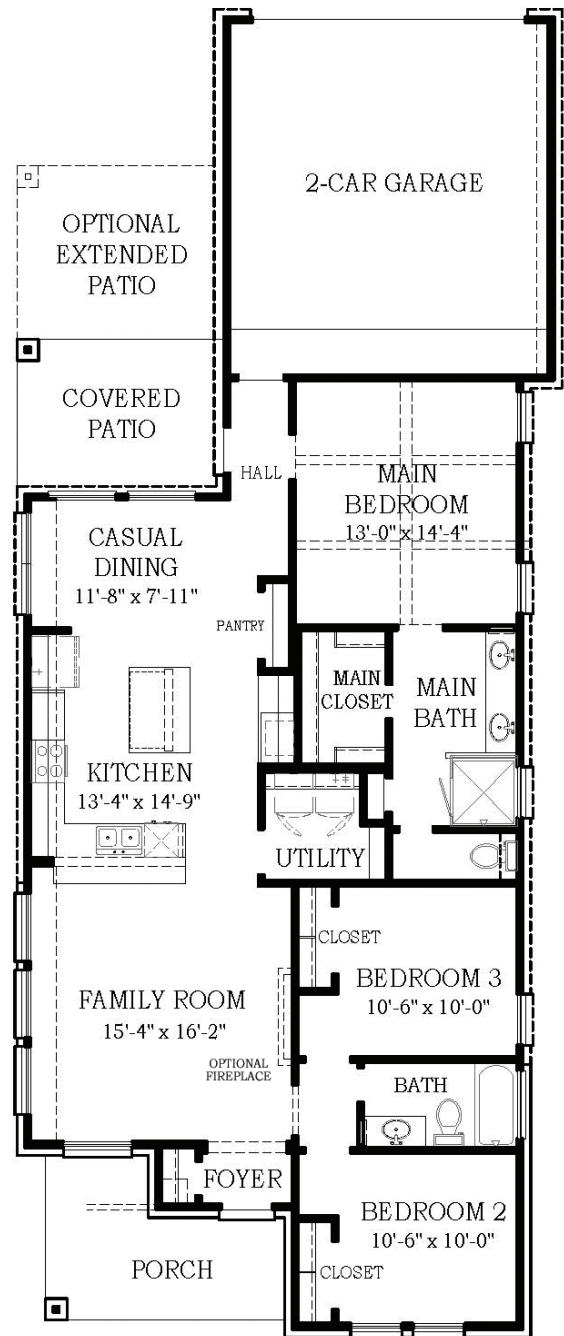 2-CAR GARAGE
OPTIONAL
EXTENDED
PATIO
COVERED
PATIO
HALL
MAIN
BEDROOM
13'-0" x 14'-4"
CASUAL
DINING
11'-8" x 7'-11"
PANTRY
MAIN
CLOSET
MAIN
BATH
KITCHEN
13'-4" x 14'-9"
UTILITY
CLOSET
BEDROOM 3
10'-6" x 10'-0"
FAMILY ROOM
15'-4" x 16'-2"
OPTIONAL
FIREPLACE
BATH
FOYER
BEDROOM 2
10'-6" x 10'-0"
PORCH
CLOSET